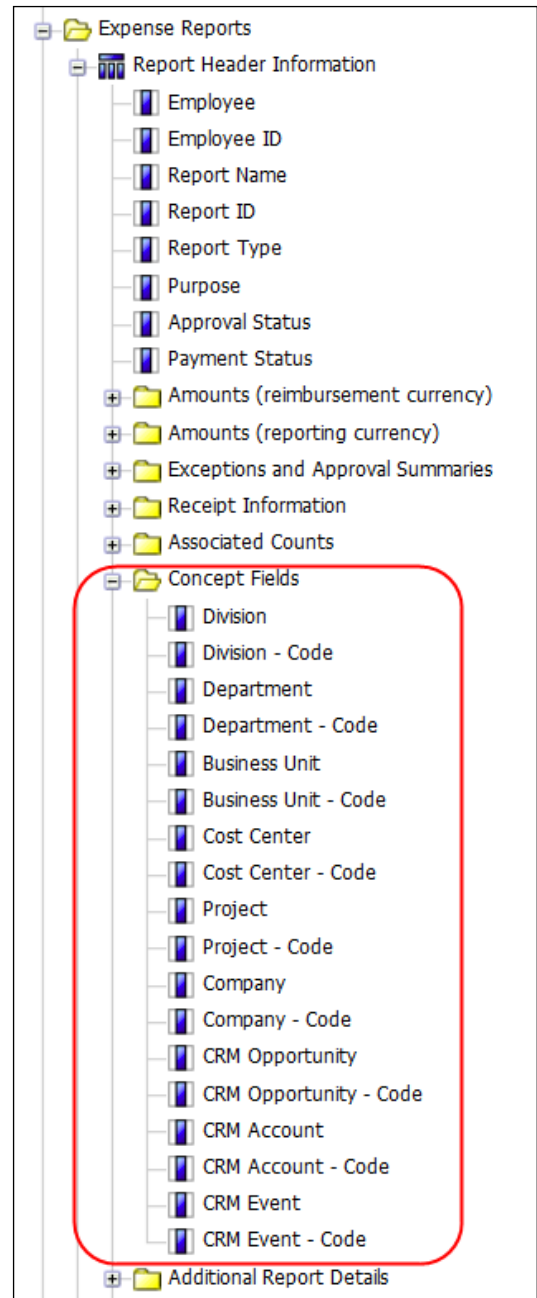 Expense Reports
Report Header Information
Employee
Employee ID
Report Name
Report ID
Report Type
Purpose
Approval Status
Payment Status
Amounts (reimbursement currency)
Amounts (reporting currency)
Exceptions and Approval Summaries
Receipt Information
Associated Counts
Concept Fields
Division
Division - Code
Department
Department - Code
Business Unit
Business Unit - Code
Cost Center
Cost Center - Code
Project
Project - Code
Company
Company - Code
CRM Opportunity
CRM Opportunity - Code
CRM Account
CRM Account - Code
CRM Event
CRM Event - Code
Additional Report Details